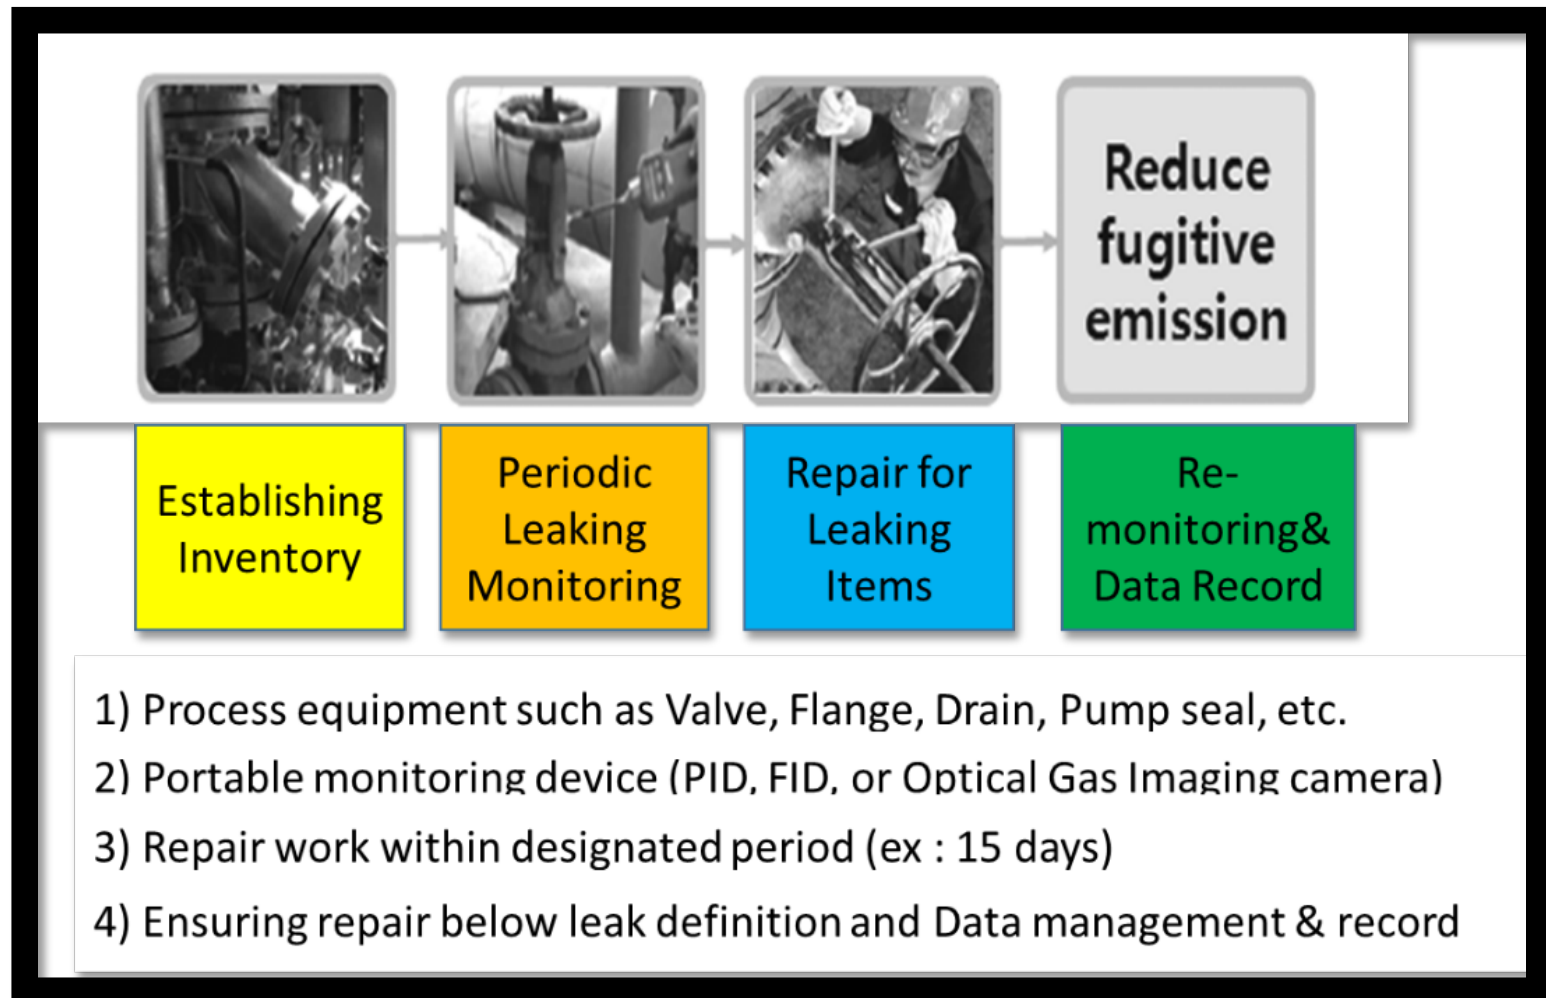 Reduce
fugitive
emission
Establishing
Inventory
Periodic
Leaking
Monitoring
Repair for
Leaking
Items
Re-
monitoring&
Data Record
1) Process equipment such as Valve, Flange, Drain, Pump seal, etc.
2) Portable monitoring device (PID, FID, or Optical Gas Imaging camera)
3) Repair work within designated period (ex : 15 days)
4) Ensuring repair below leak definition and Data management & record